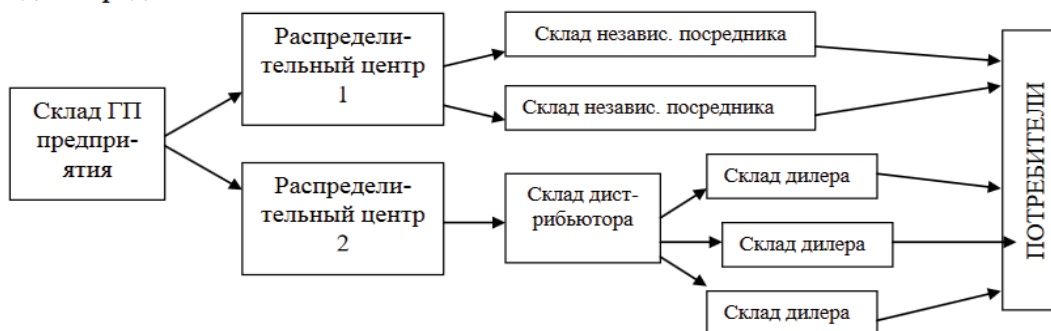 Распредели-
тельный центр
1
Склад независ. посредника
Склад независ. посредника
Склад ГП
предпри-
ятия
Распредели-
тельный центр
2
Склад дист-
рибьютора
Склад дилера
Склад дилера
Склад дилера
ПОТРЕБИТЕЛИ